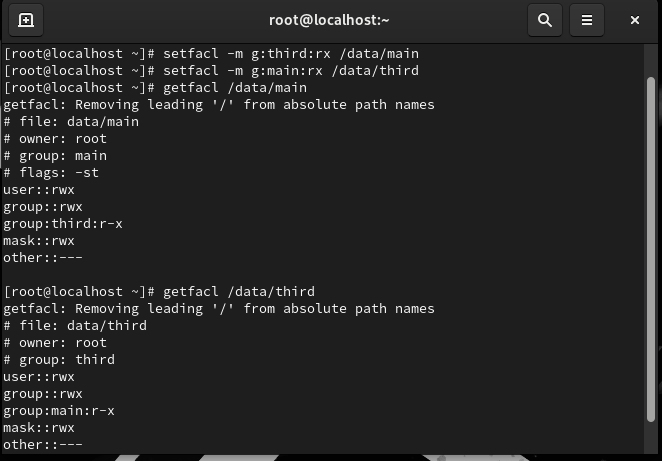 root@localhost:~
[root@localhost ~]# setfacl -m g:third:rx /data/main
[root@localhost ~]# setfacl -m g:main:rx /data/third
[root@localhost ~]# getfacl /data/main
getfacl: Removing leading '/' from absolute path names
# file: data/main
# owner: root
# group: main
# flags: -st
user::rwx
group::rwx
group:third:r-x
mask::rwx
other::---

[root@localhost ~]# getfacl /data/third
getfacl: Removing leading '/' from absolute path names
# file: data/third
# owner: root
# group: third
user::rwx
group::rwx
group:main:r-x
mask::rwx
other::---